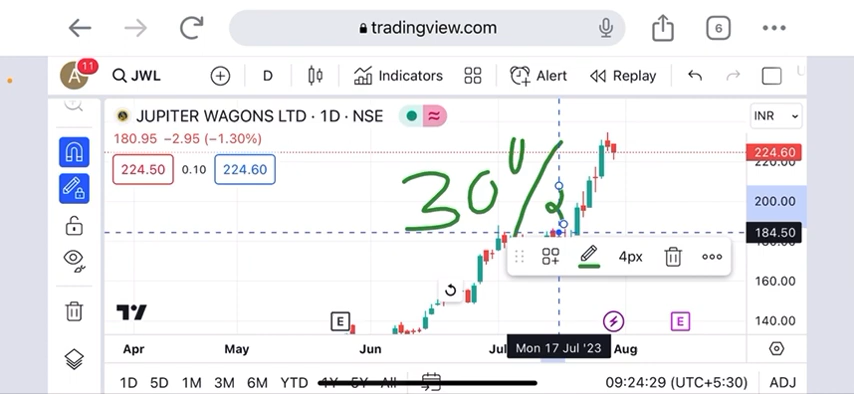 tradingview.com
6
A
11
JWL
D
Indicators
Alert
Replay
JUPITER WAGONS LTD · 1D · NSE
INR
180.95 −2.95 (−1.30%)
224.50
0.10
224.60
30%
224.60
220.00
200.00
184.50
180.00
160.00
140.00
4px
E
E
Apr
May
Jun
Jul
Mon 17 Jul '23
Aug
1D 5D 1M 3M 6M YTD 1Y 5Y All
09:24:29 (UTC+5:30)
ADJ